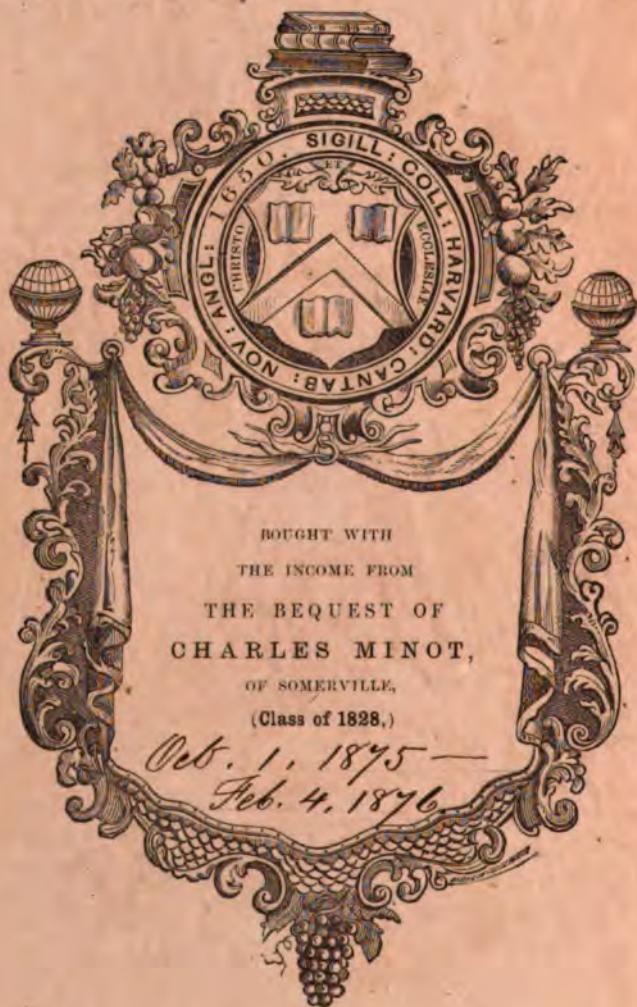 SIGILL: COLL: HARVARD: CANTAB: NOV: ANGL: 1650.
CHRISTO ET ECCLESIAE
BOUGHT WITH
THE INCOME FROM
THE BEQUEST OF
CHARLES MINOT,
OF SOMERVILLE,
(Class of 1828,)
Oct. 1, 1875 —
Feb. 4, 1876